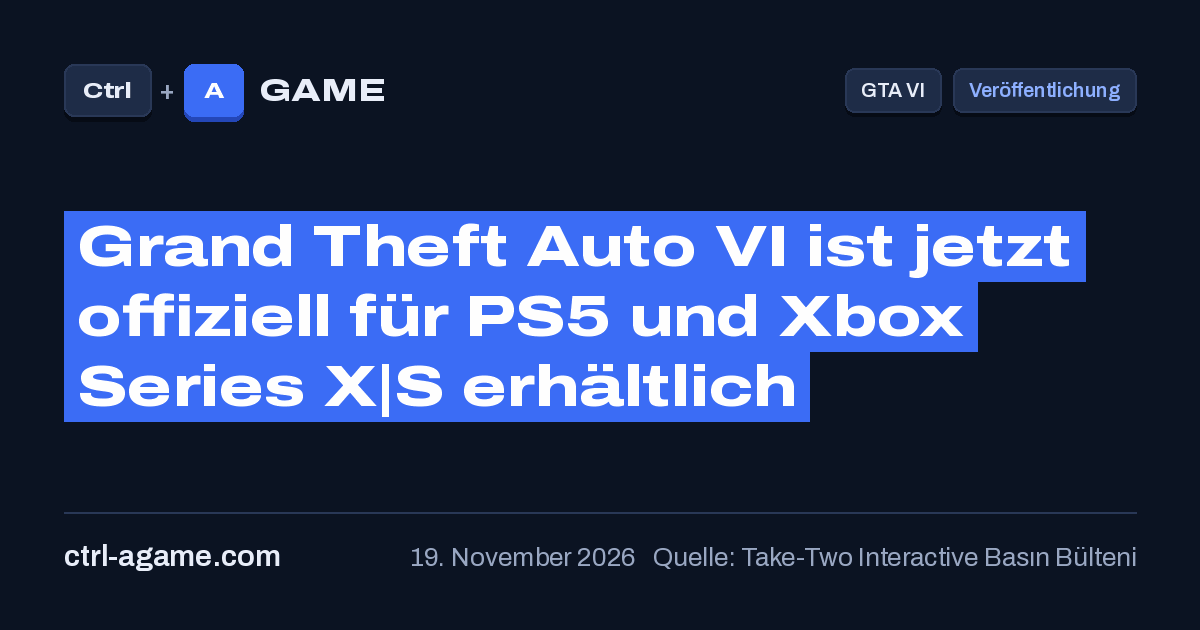 Ctrl + A GAME
GTA VI Veröffentlichung
Grand Theft Auto VI ist jetzt
offiziell für PS5 und Xbox
Series X|S erhältlich
ctrl-agame.com
19. November 2026 Quelle: Take-Two Interactive Basın Bülteni